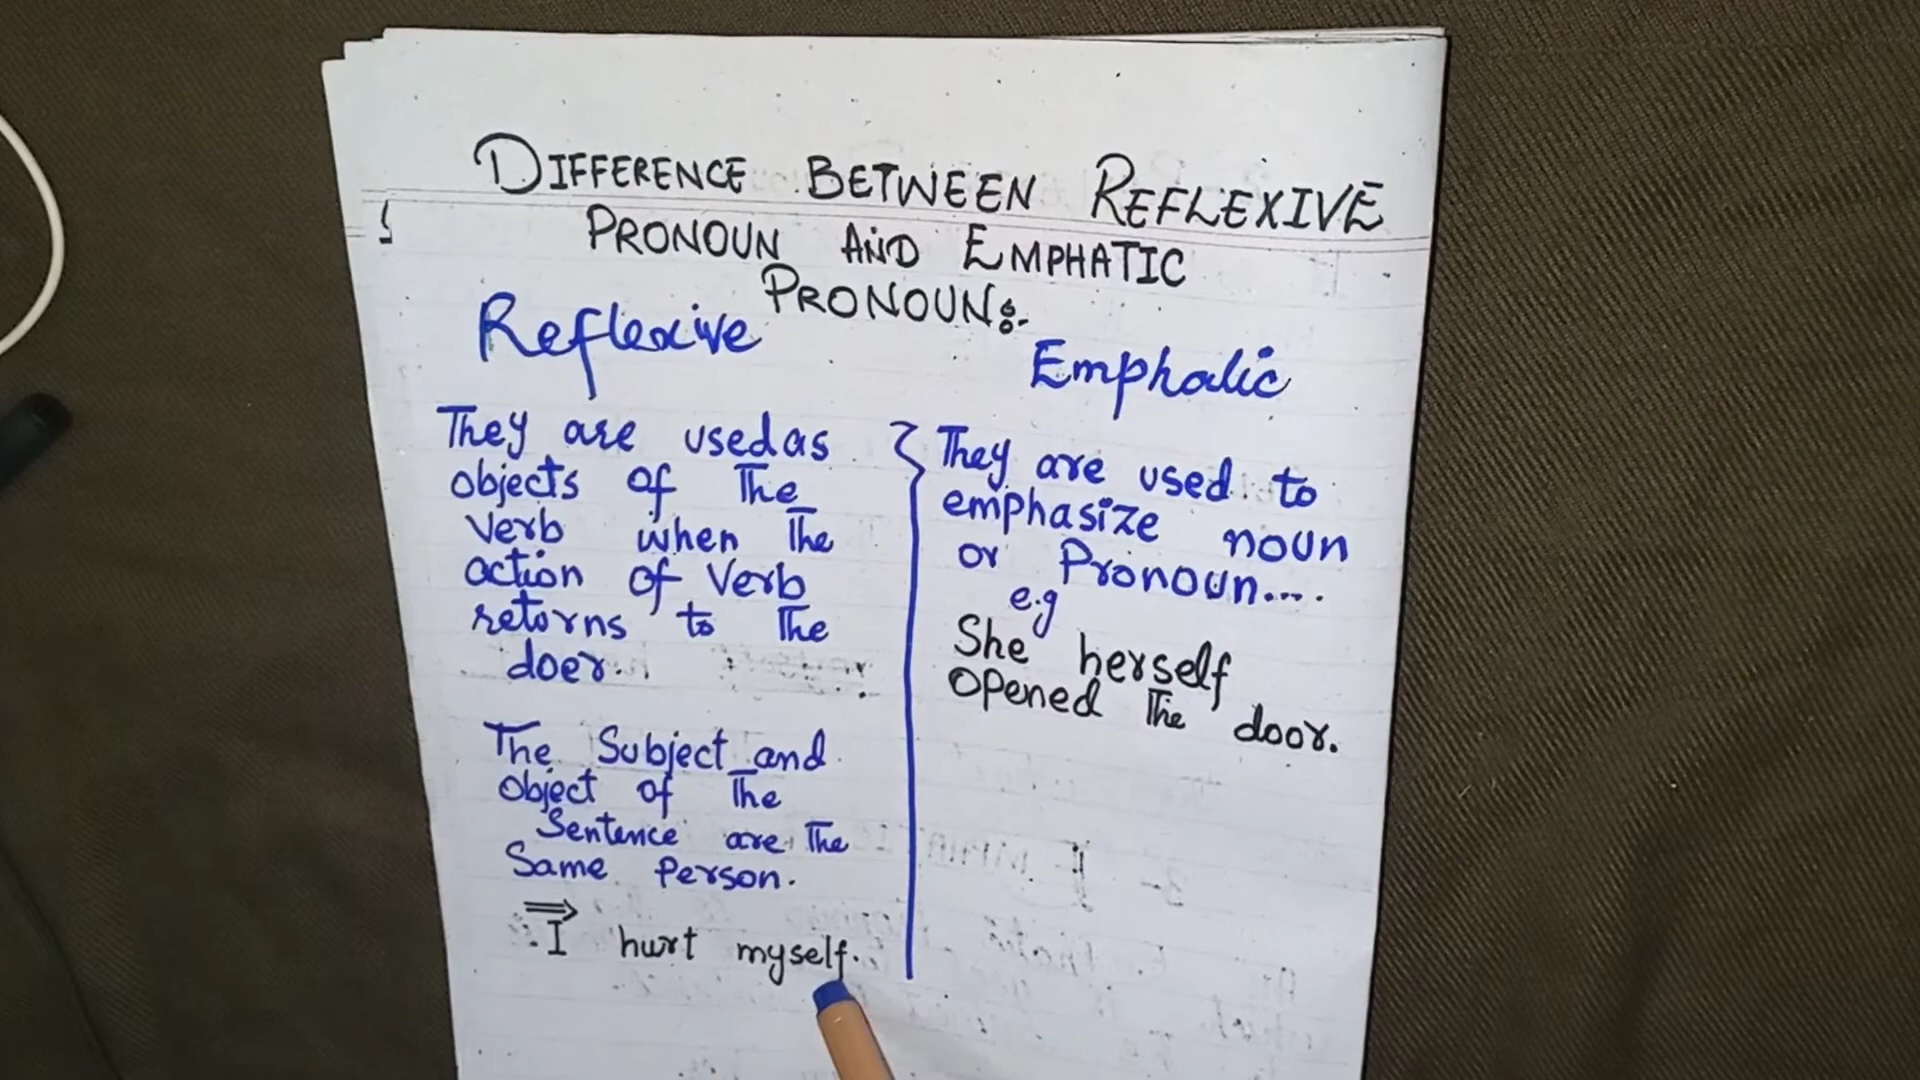 DIFFERENCE BETWEEN REFLEXIVE
PRONOUN AND EMPHATIC
PRONOUN:-
Reflexive
They are used as
objects of The
Verb when The
action of Verb
returns to The
doer.
The Subject and
object of The
Sentence are The
Same Person.
⇒
I hurt myself.
Emphatic
They are used to
emphasize noun
or Pronoun....
e.g
She herself
opened The door.